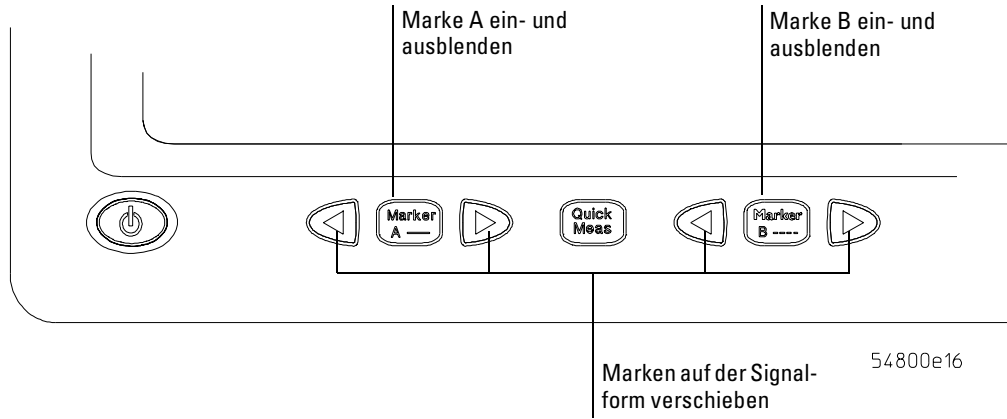 Marke A ein- und
ausblenden
Marke B ein- und
ausblenden
Marker
A —
Quick
Meas
Marker
B ----
54800e16
Marken auf der Signal-
form verschieben